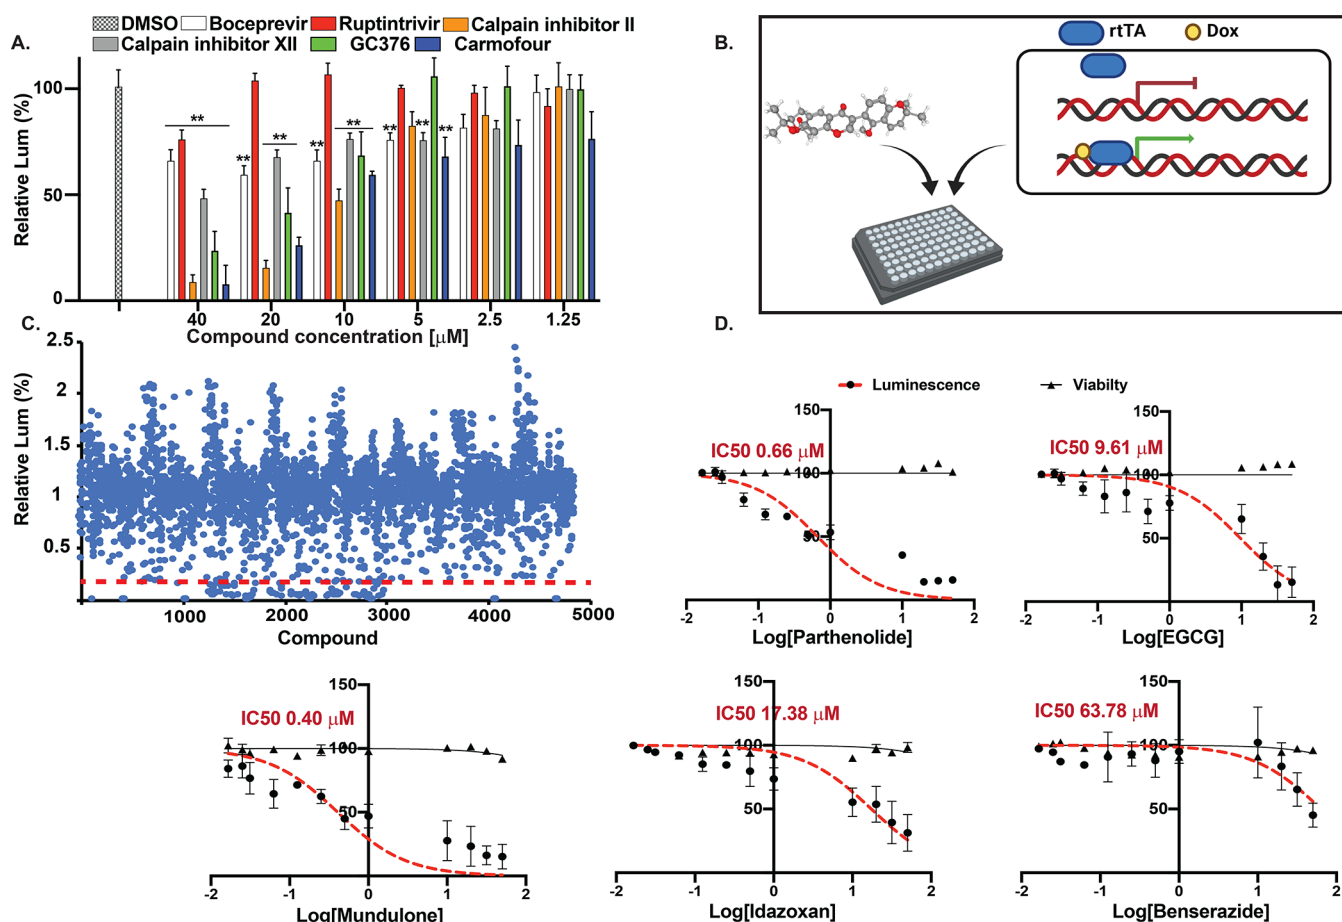 A.
DMSO Boceprevir Ruptintrivir Calpain inhibitor II
Calpain inhibitor XII GC376 Carmofour
Relative Lum (%)
100
50
0
** ** ** ** ** ** ** **
40 20 10 5 2.5 1.25
Compound concentration [μM]
B.
rtTA Dox
C.
Relative Lum (%)
2.5
2
1.5
1
0.5
1000 2000 3000 4000 5000
Compound
D.
Luminescence Viabilty
150
100
50
IC50 0.66 μM
-2 -1 0 1 2
Log[Parthenolide]
150
100
50
IC50 9.61 μM
-2 -1 0 1 2
Log[EGCG]
150
100
50
IC50 0.40 μM
-2 -1 0 1 2
Log[Mundulone]
150
100
50
IC50 17.38 μM
-2 -1 0 1 2
Log[Idazoxan]
150
100
50
IC50 63.78 μM
-2 -1 0 1 2
Log[Benserazide]